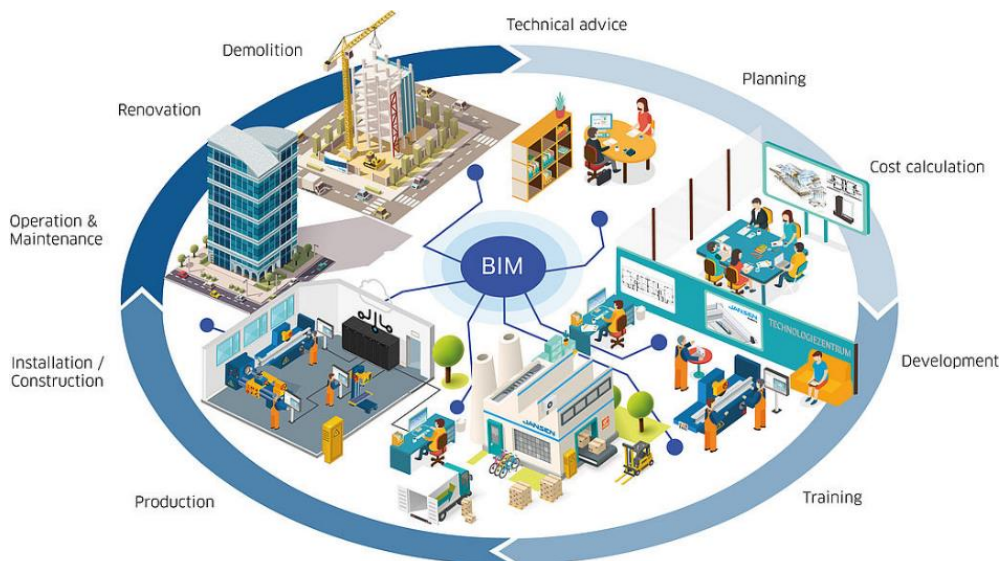 Technical advice
Demolition
Planning
Renovation
Cost calculation
Operation &
Maintenance
BIM
JANSEN
TECHNOLOGIEZENTRUM
Installation /
Construction
Development
JANSEN
Production
Training